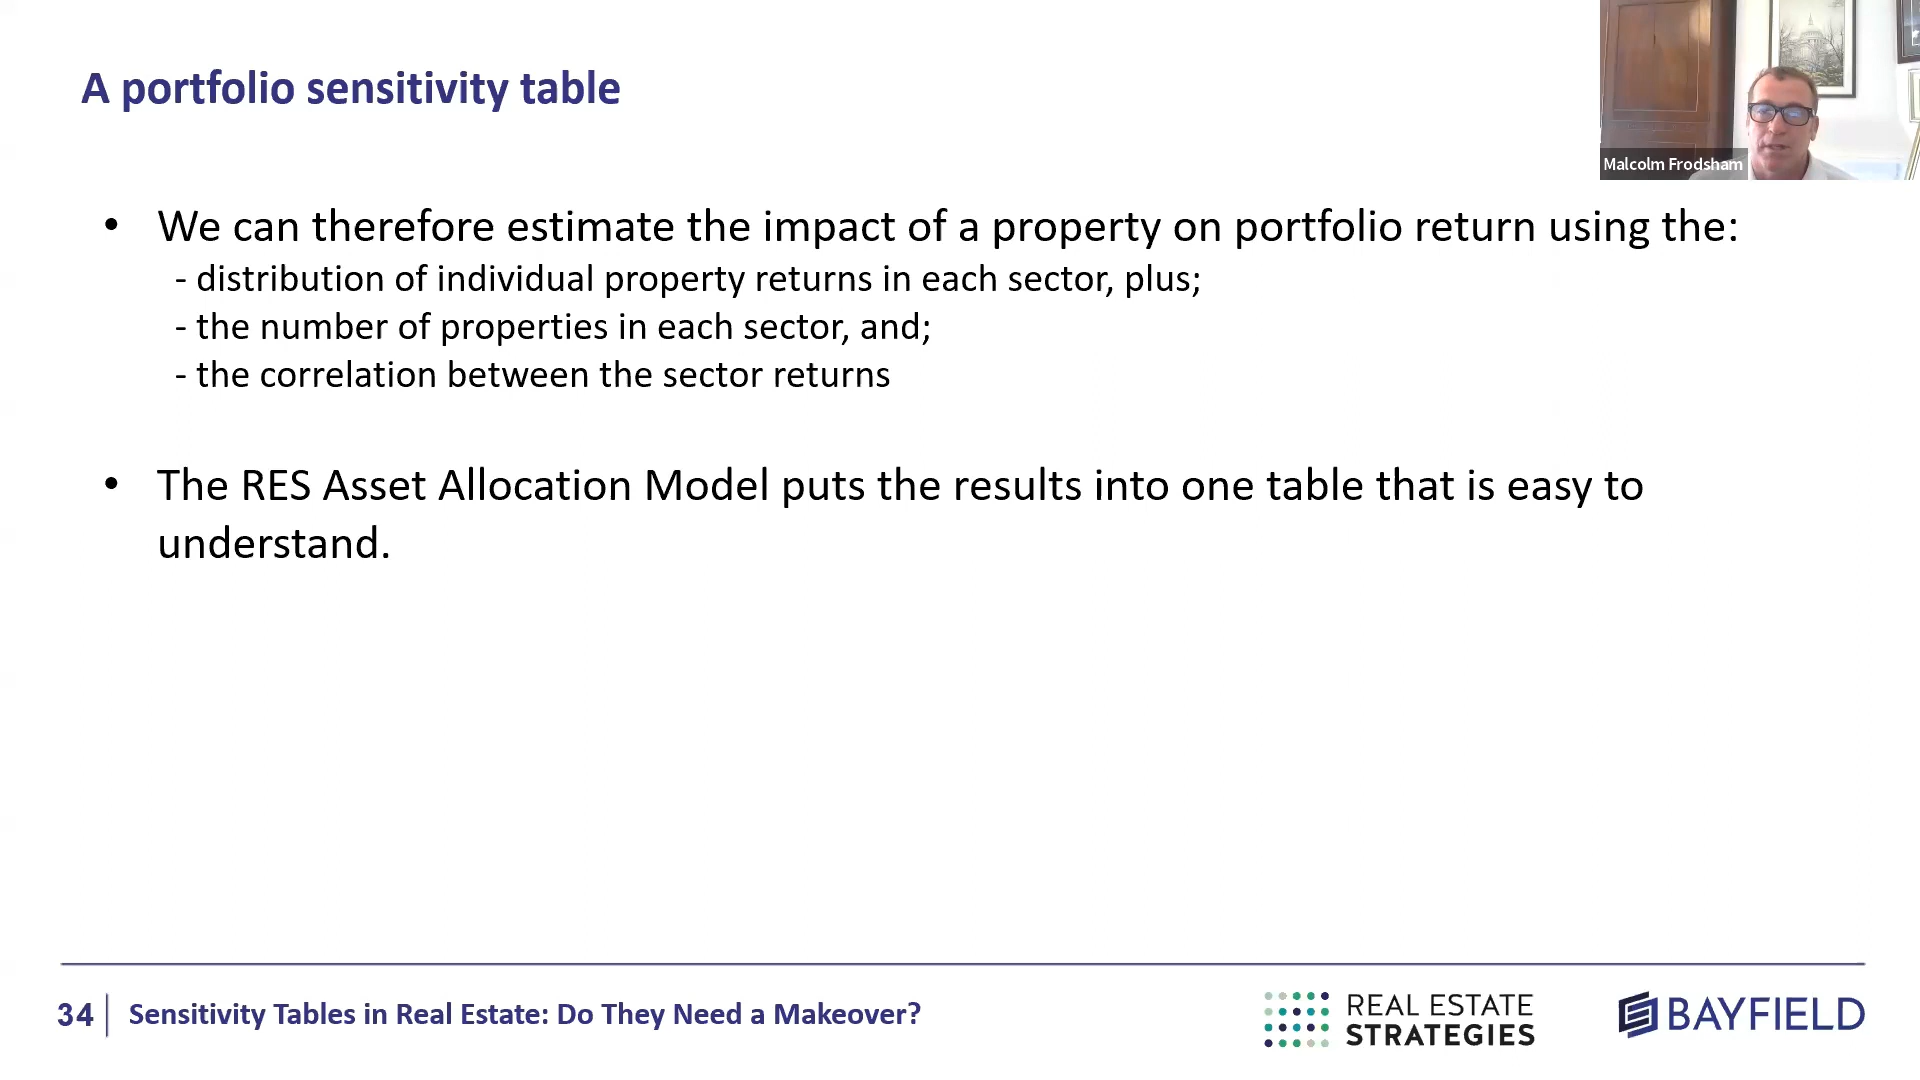 A portfolio sensitivity table
Malcolm Frodsham
• We can therefore estimate the impact of a property on portfolio return using the:
- distribution of individual property returns in each sector, plus;
- the number of properties in each sector, and;
- the correlation between the sector returns
• The RES Asset Allocation Model puts the results into one table that is easy to
understand.
34 Sensitivity Tables in Real Estate: Do They Need a Makeover?
REAL ESTATE
STRATEGIES
BAYFIELD